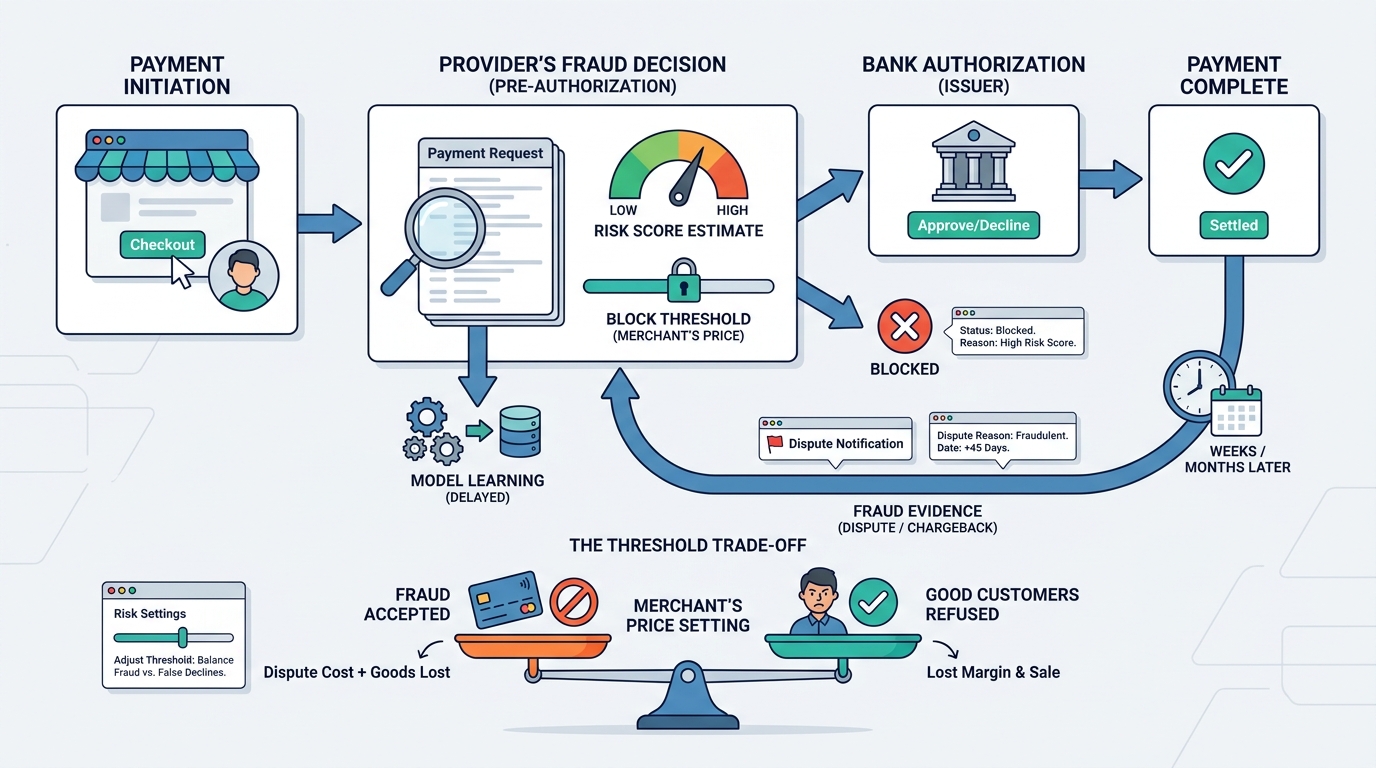 PAYMENT
INITIATION
Checkout
PROVIDER'S FRAUD DECISION
(PRE-AUTHORIZATION)
Payment Request
LOW
HIGH
RISK SCORE ESTIMATE
BLOCK THRESHOLD
(MERCHANT'S PRICE)
BANK AUTHORIZATION
(ISSUER)
Approve/Decline
PAYMENT
COMPLETE
Settled
BLOCKED
Status: Blocked.
Reason: High Risk Score.
MODEL LEARNING
(DELAYED)
Dispute Notification
Dispute Reason: Fraudulent.
Date: +45 Days.
WEEKS /
MONTHS LATER
FRAUD EVIDENCE
(DISPUTE / CHARGEBACK)
THE THRESHOLD TRADE-OFF
Risk Settings
Adjust Threshold: Balance
Fraud vs. False Declines.
FRAUD
ACCEPTED
Dispute Cost + Goods Lost
MERCHANT'S
PRICE SETTING
GOOD CUSTOMERS
REFUSED
Lost Margin & Sale